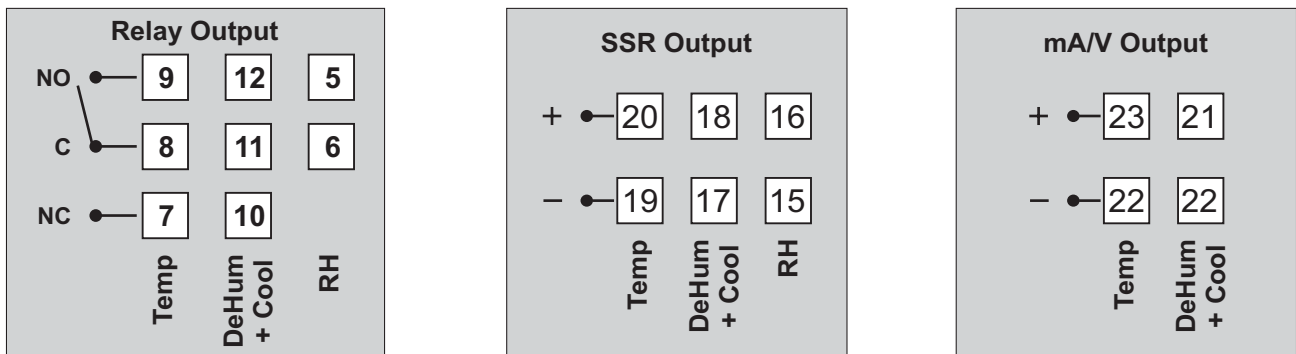 Relay Output
NO 9 12 5
C 8 11 6
NC 7 10
Temp
DeHum
+ Cool
RH
SSR Output
+ 20 18 16
− 19 17 15
Temp
DeHum
+ Cool
RH
mA/V Output
+ 23 21
− 22 22
Temp
DeHum
+ Cool